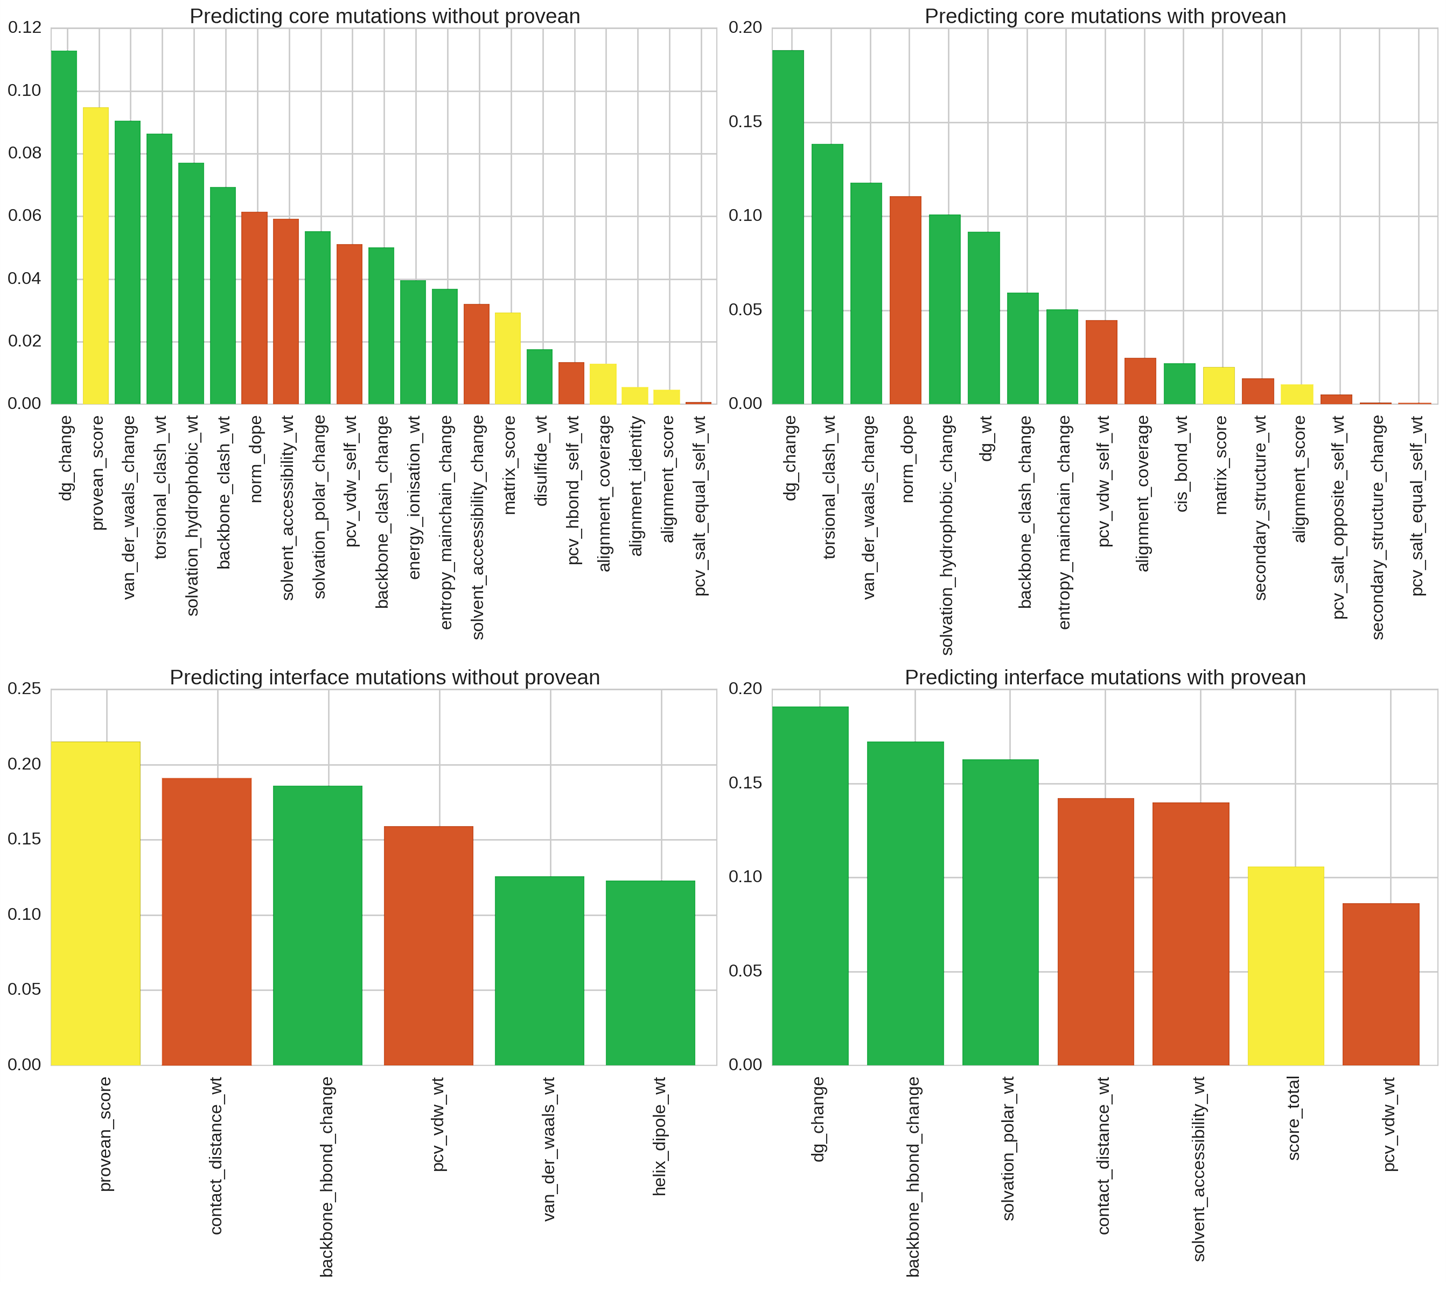 Predicting core mutations without provean
0.12
0.10
0.08
0.06
0.04
0.02
0.00
dg_change
provean_score
van_der_waals_change
torsional_clash_wt
solvation_hydrophobic_wt
backbone_clash_wt
norm_dope
solvent_accessibility_wt
solvation_polar_change
pcv_vdw_self_wt
backbone_clash_change
energy_ionisation_wt
entropy_mainchain_change
solvent_accessibility_change
matrix_score
disulfide_wt
pcv_hbond_self_wt
alignment_coverage
alignment_identity
alignment_score
pcv_salt_equal_self_wt
Predicting core mutations with provean
0.20
0.15
0.10
0.05
0.00
dg_change
torsional_clash_wt
van_der_waals_change
norm_dope
solvation_hydrophobic_change
dg_wt
backbone_clash_change
entropy_mainchain_change
pcv_vdw_self_wt
alignment_coverage
cis_bond_wt
matrix_score
secondary_structure_wt
alignment_score
pcv_salt_opposite_self_wt
secondary_structure_change
pcv_salt_equal_self_wt
Predicting interface mutations without provean
0.25
0.20
0.15
0.10
0.05
0.00
provean_score
contact_distance_wt
backbone_hbond_change
pcv_vdw_wt
van_der_waals_wt
helix_dipole_wt
Predicting interface mutations with provean
0.20
0.15
0.10
0.05
0.00
dg_change
backbone_hbond_change
solvation_polar_wt
contact_distance_wt
solvent_accessibility_wt
score_total
pcv_vdw_wt